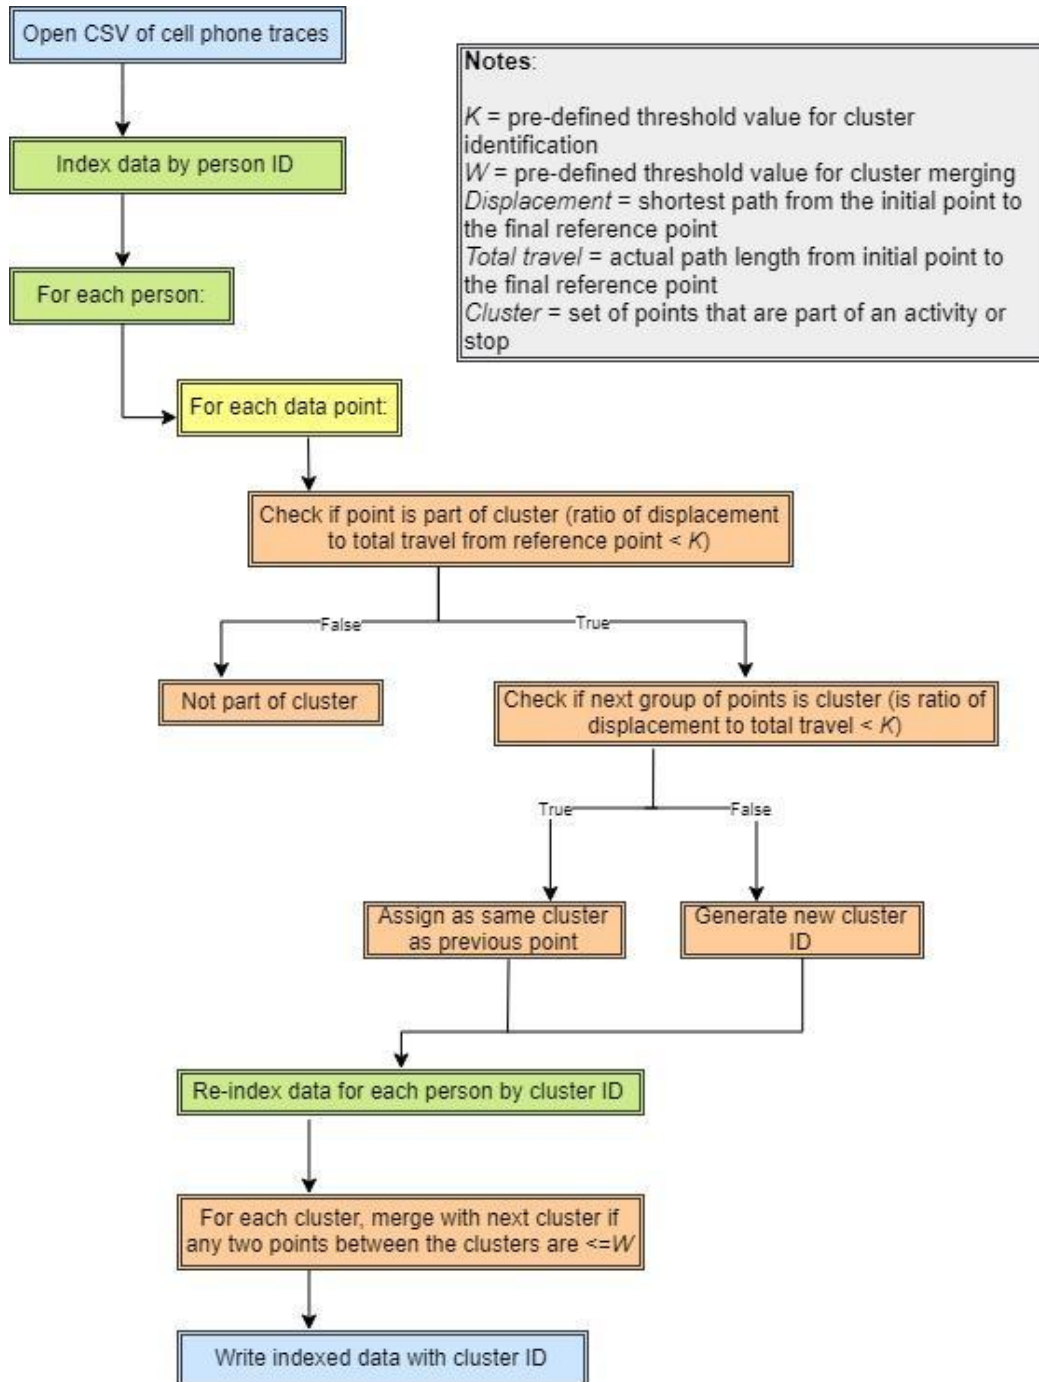 Open CSV of cell phone traces
Notes:
K = pre-defined threshold value for cluster
identification
W = pre-defined threshold value for cluster merging
Displacement = shortest path from the initial point to
the final reference point
Total travel = actual path length from initial point to
the final reference point
Cluster = set of points that are part of an activity or
stop
Index data by person ID
For each person:
For each data point:
Check if point is part of cluster (ratio of displacement
to total travel from reference point < K)
False
True
Not part of cluster
Check if next group of points is cluster (is ratio of
displacement to total travel < K)
True
False
Assign as same cluster
as previous point
Generate new cluster
ID
Re-index data for each person by cluster ID
For each cluster, merge with next cluster if
any two points between the clusters are <=W
Write indexed data with cluster ID